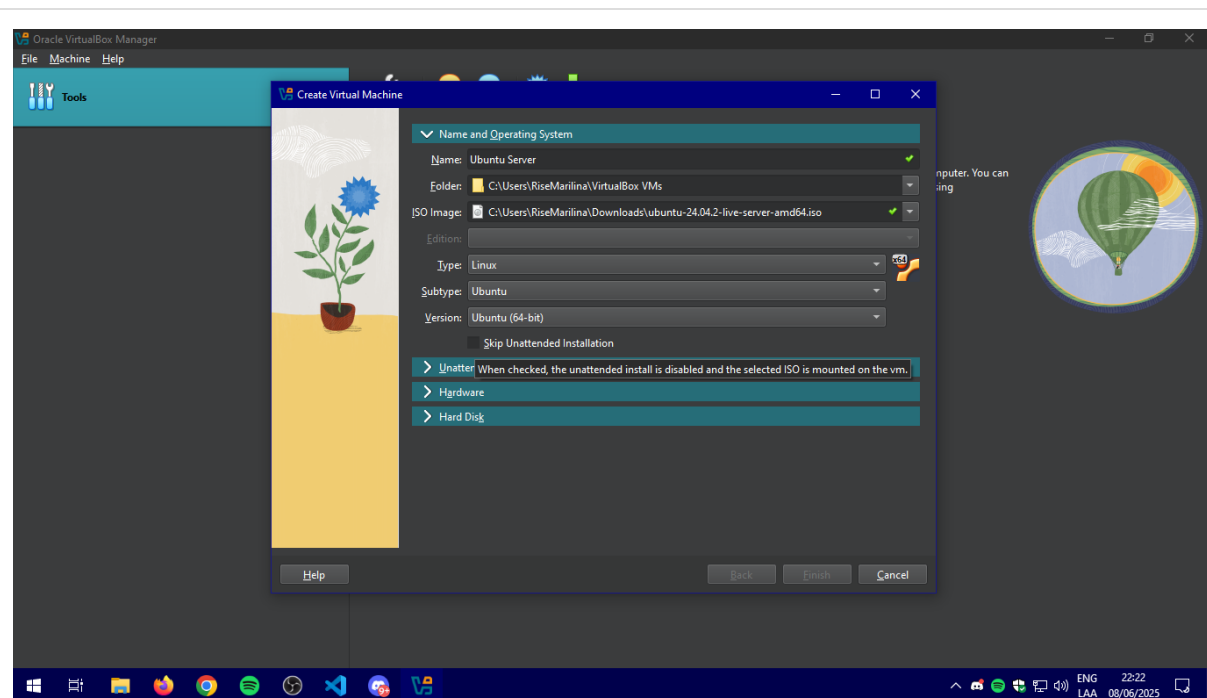 Oracle VirtualBox Manager
File Machine Help
Tools
Create Virtual Machine
Name and Operating System
Name: Ubuntu Server
Folder: C:\Users\RiseMarilina\VirtualBox VMs
ISO Image: C:\Users\RiseMarilina\Downloads\ubuntu-24.04.2-live-server-amd64.iso
Edition:
Type: Linux
x64
Subtype: Ubuntu
Version: Ubuntu (64-bit)
Skip Unattended Installation
Unatter
When checked, the unattended install is disabled and the selected ISO is mounted on the vm.
Hardware
Hard Disk
Help Back Finish Cancel
mputer. You can
ing
ENG 22:22
LAA 08/06/2025